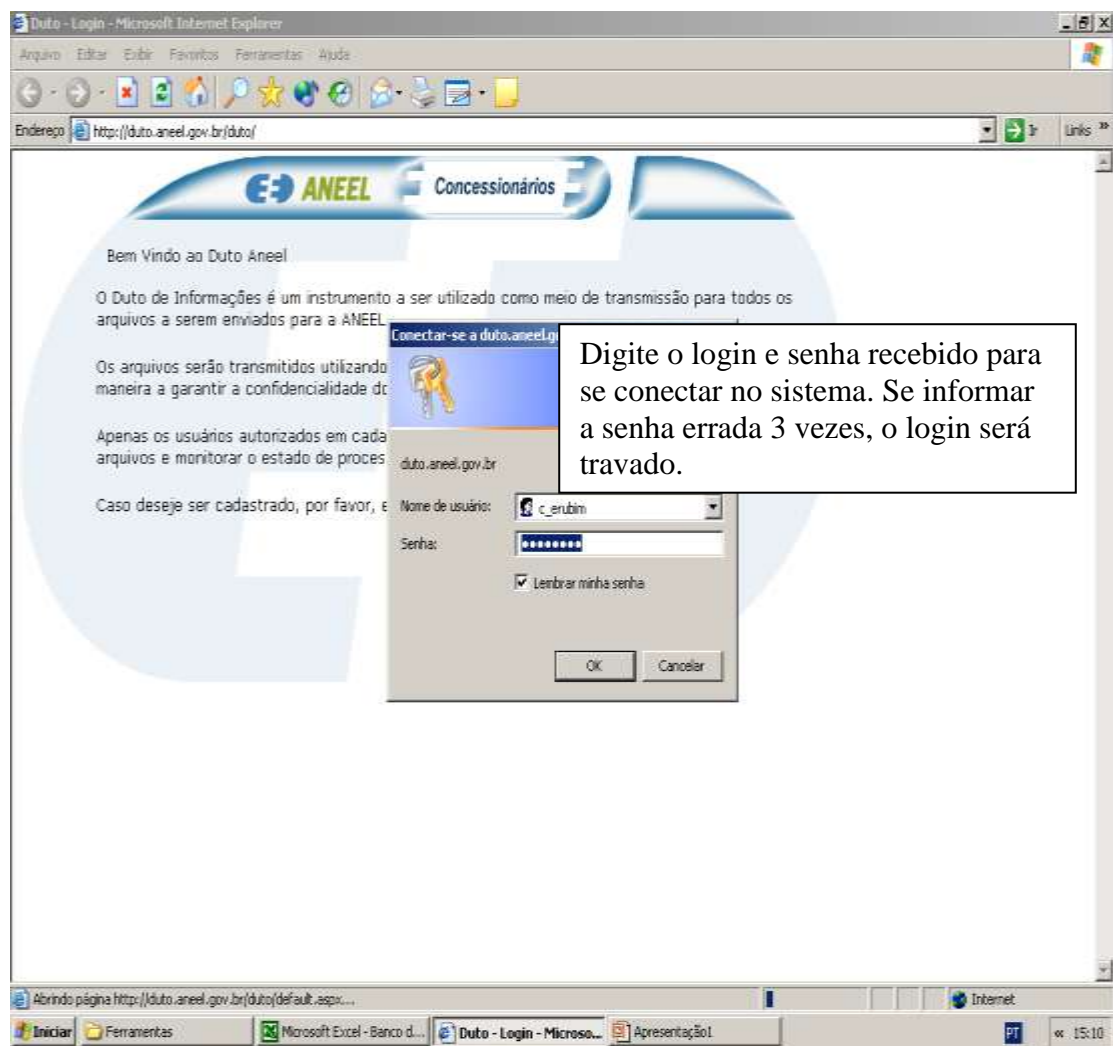 Duto - Login - Microsoft Internet Explorer
Arquivo Editar Exibir Favoritos Ferramentas Ajuda
Endereço http://duto.aneel.gov.br/duto/ Ir Links »
ANEEL Concessionários
Bem Vindo ao Duto Aneel
O Duto de Informações é um instrumento a ser utilizado como meio de transmissão para todos os
arquivos a serem enviados para a ANEEL
Os arquivos serão transmitidos utilizando
maneira a garantir a confidencialidade do
Apenas os usuários autorizados em cada
arquivos e monitorar o estado de proces
Caso deseje ser cadastrado, por favor, e
Conectar-se a duto.aneel.g
Digite o login e senha recebido para
se conectar no sistema. Se informar
a senha errada 3 vezes, o login será
travado.
duto.aneel.gov.br
Nome de usuário: c_erubim
Senha: ••••••••
Lembrar minha senha
OK Cancelar
Abrindo página http://duto.aneel.gov.br/duto/default.aspx.... Internet
Iniciar Ferramentas Microsoft Excel - Banco d... Duto - Login - Microso... Apresentação1 PT « 15:10